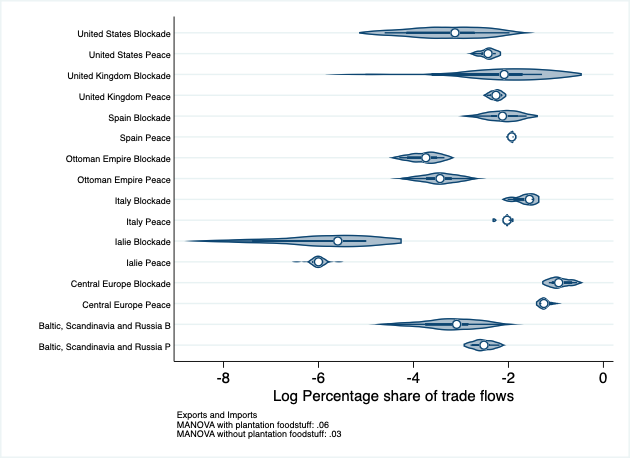 United States Blockade
United States Peace
United Kingdom Blockade
United Kingdom Peace
Spain Blockade
Spain Peace
Ottoman Empire Blockade
Ottoman Empire Peace
Italy Blockade
Italy Peace
Ialie Blockade
Ialie Peace
Central Europe Blockade
Central Europe Peace
Baltic, Scandinavia and Russia B
Baltic, Scandinavia and Russia P
-8 -6 -4 -2 0
Log Percentage share of trade flows
Exports and Imports
MANOVA with plantation foodstuff: .06
MANOVA without plantation foodstuff: .03